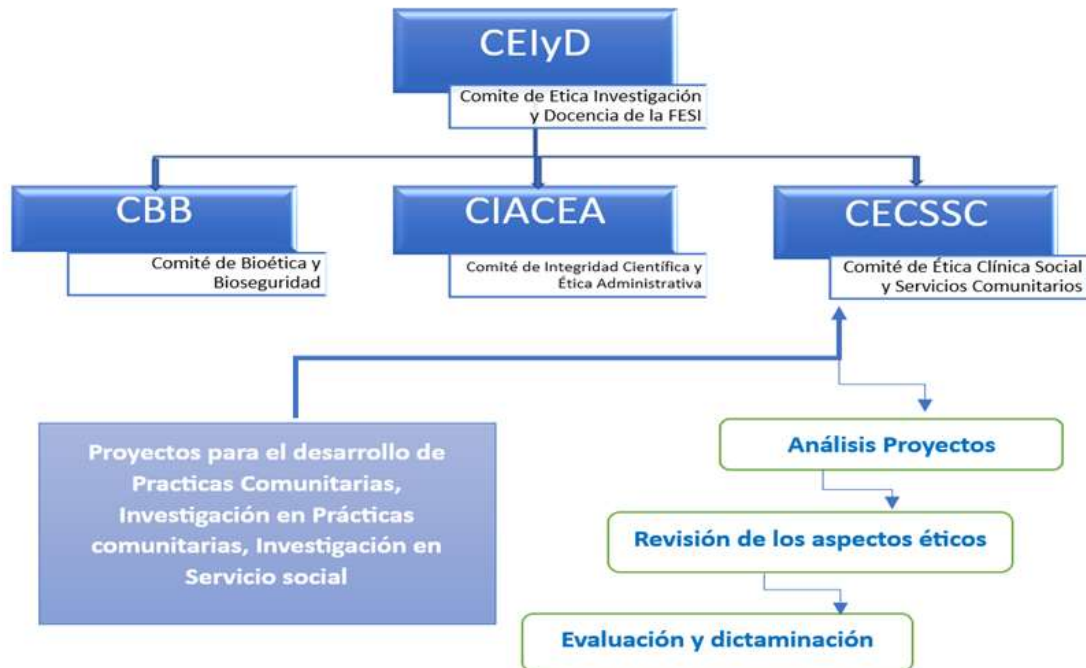 CEIyD
Comite de Etica Investigación
y Docencia de la FESI
CBB
Comité de Bioética y
Bioseguridad
CIACEA
Comité de Integridad Científica y
Ética Administrativa
CECSSC
Comité de Ética Clínica Social
y Servicios Comunitarios
Proyectos para el desarrollo de
Practicas Comunitarias,
Investigación en Prácticas
comunitarias, Investigación en
Servicio social
Análisis Proyectos
Revisión de los aspectos éticos
Evaluación y dictaminación